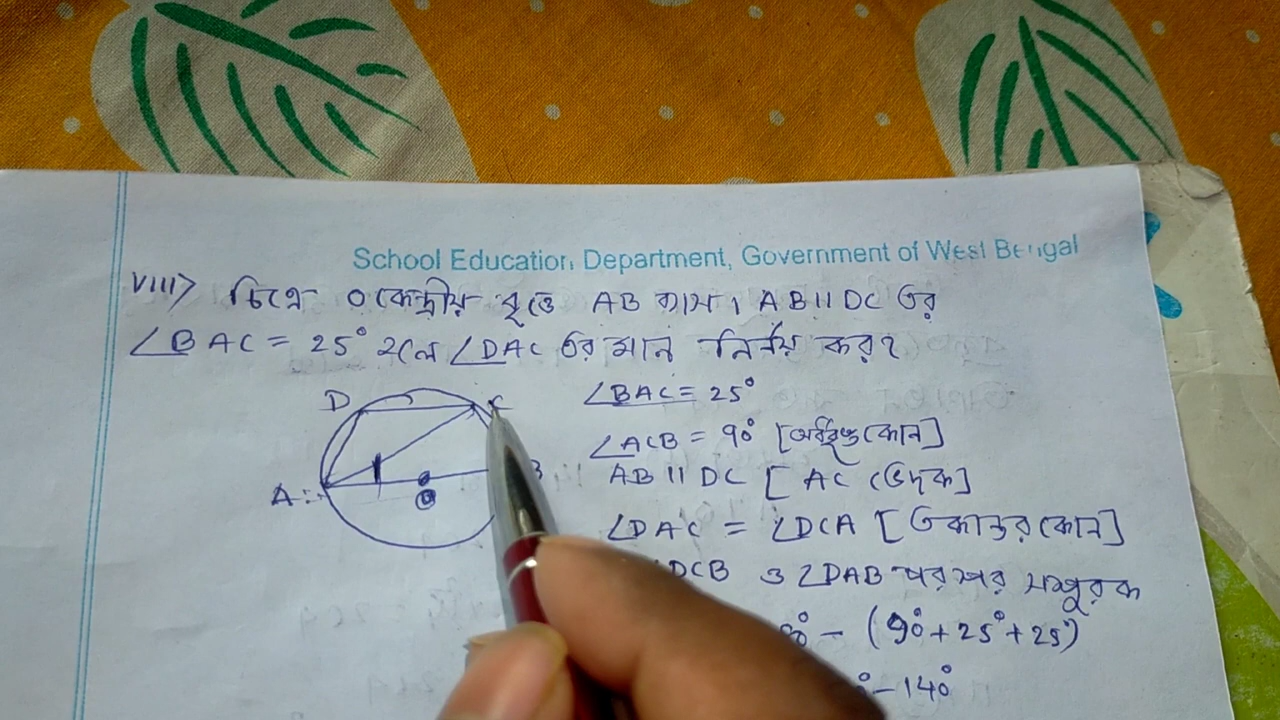 School Education Department, Government of West Bengal
VIII> চিত্রে O কেন্দ্রীয় বৃত্তে AB ব্যাস। AB॥DC এর
∠BAC = 25° হলে ∠DAC এর মান নির্ণয় কর?
D C
A B
O
∠BAC = 25°
∠ACB = 90° [অর্ধবৃত্তস্থ কোন]
AB ॥ DC [ AC ছেদক]
∠DAC = ∠DCA [একান্তর কোন]
DCB ও ∠DAB পরস্পর সম্পূরক
- (90°+25°+25°)
- 140°